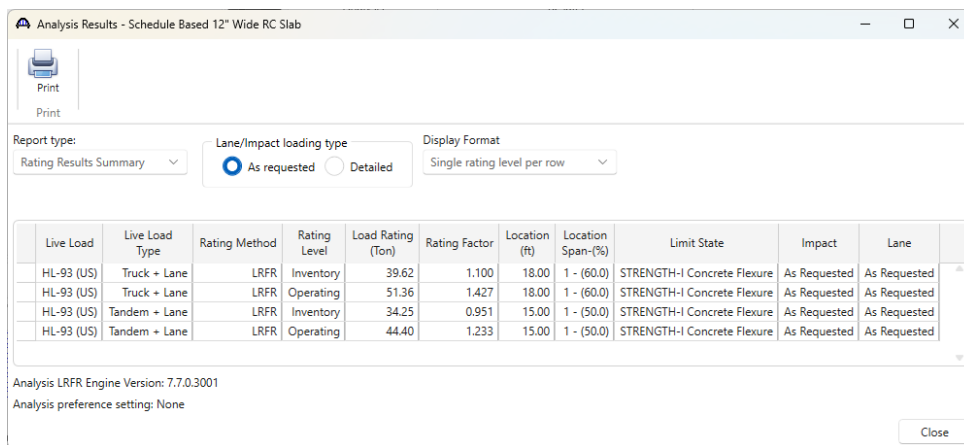 Analysis Results - Schedule Based 12" Wide RC Slab
Print
Print
Report type:
Lane/Impact loading type
Display Format
Rating Results Summary
As requested
Detailed
Single rating level per row
Live Load Live Load Type Rating Method Rating Level Load Rating (Ton) Rating Factor Location (ft) Location Span-(%) Limit State Impact Lane
HL-93 (US) Truck + Lane LRFR Inventory 39.62 1.100 18.00 1 - (60.0) STRENGTH-I Concrete Flexure As Requested As Requested
HL-93 (US) Truck + Lane LRFR Operating 51.36 1.427 18.00 1 - (60.0) STRENGTH-I Concrete Flexure As Requested As Requested
HL-93 (US) Tandem + Lane LRFR Inventory 34.25 0.951 15.00 1 - (50.0) STRENGTH-I Concrete Flexure As Requested As Requested
HL-93 (US) Tandem + Lane LRFR Operating 44.40 1.233 15.00 1 - (50.0) STRENGTH-I Concrete Flexure As Requested As Requested
Analysis LRFR Engine Version: 7.7.0.3001
Analysis preference setting: None
Close